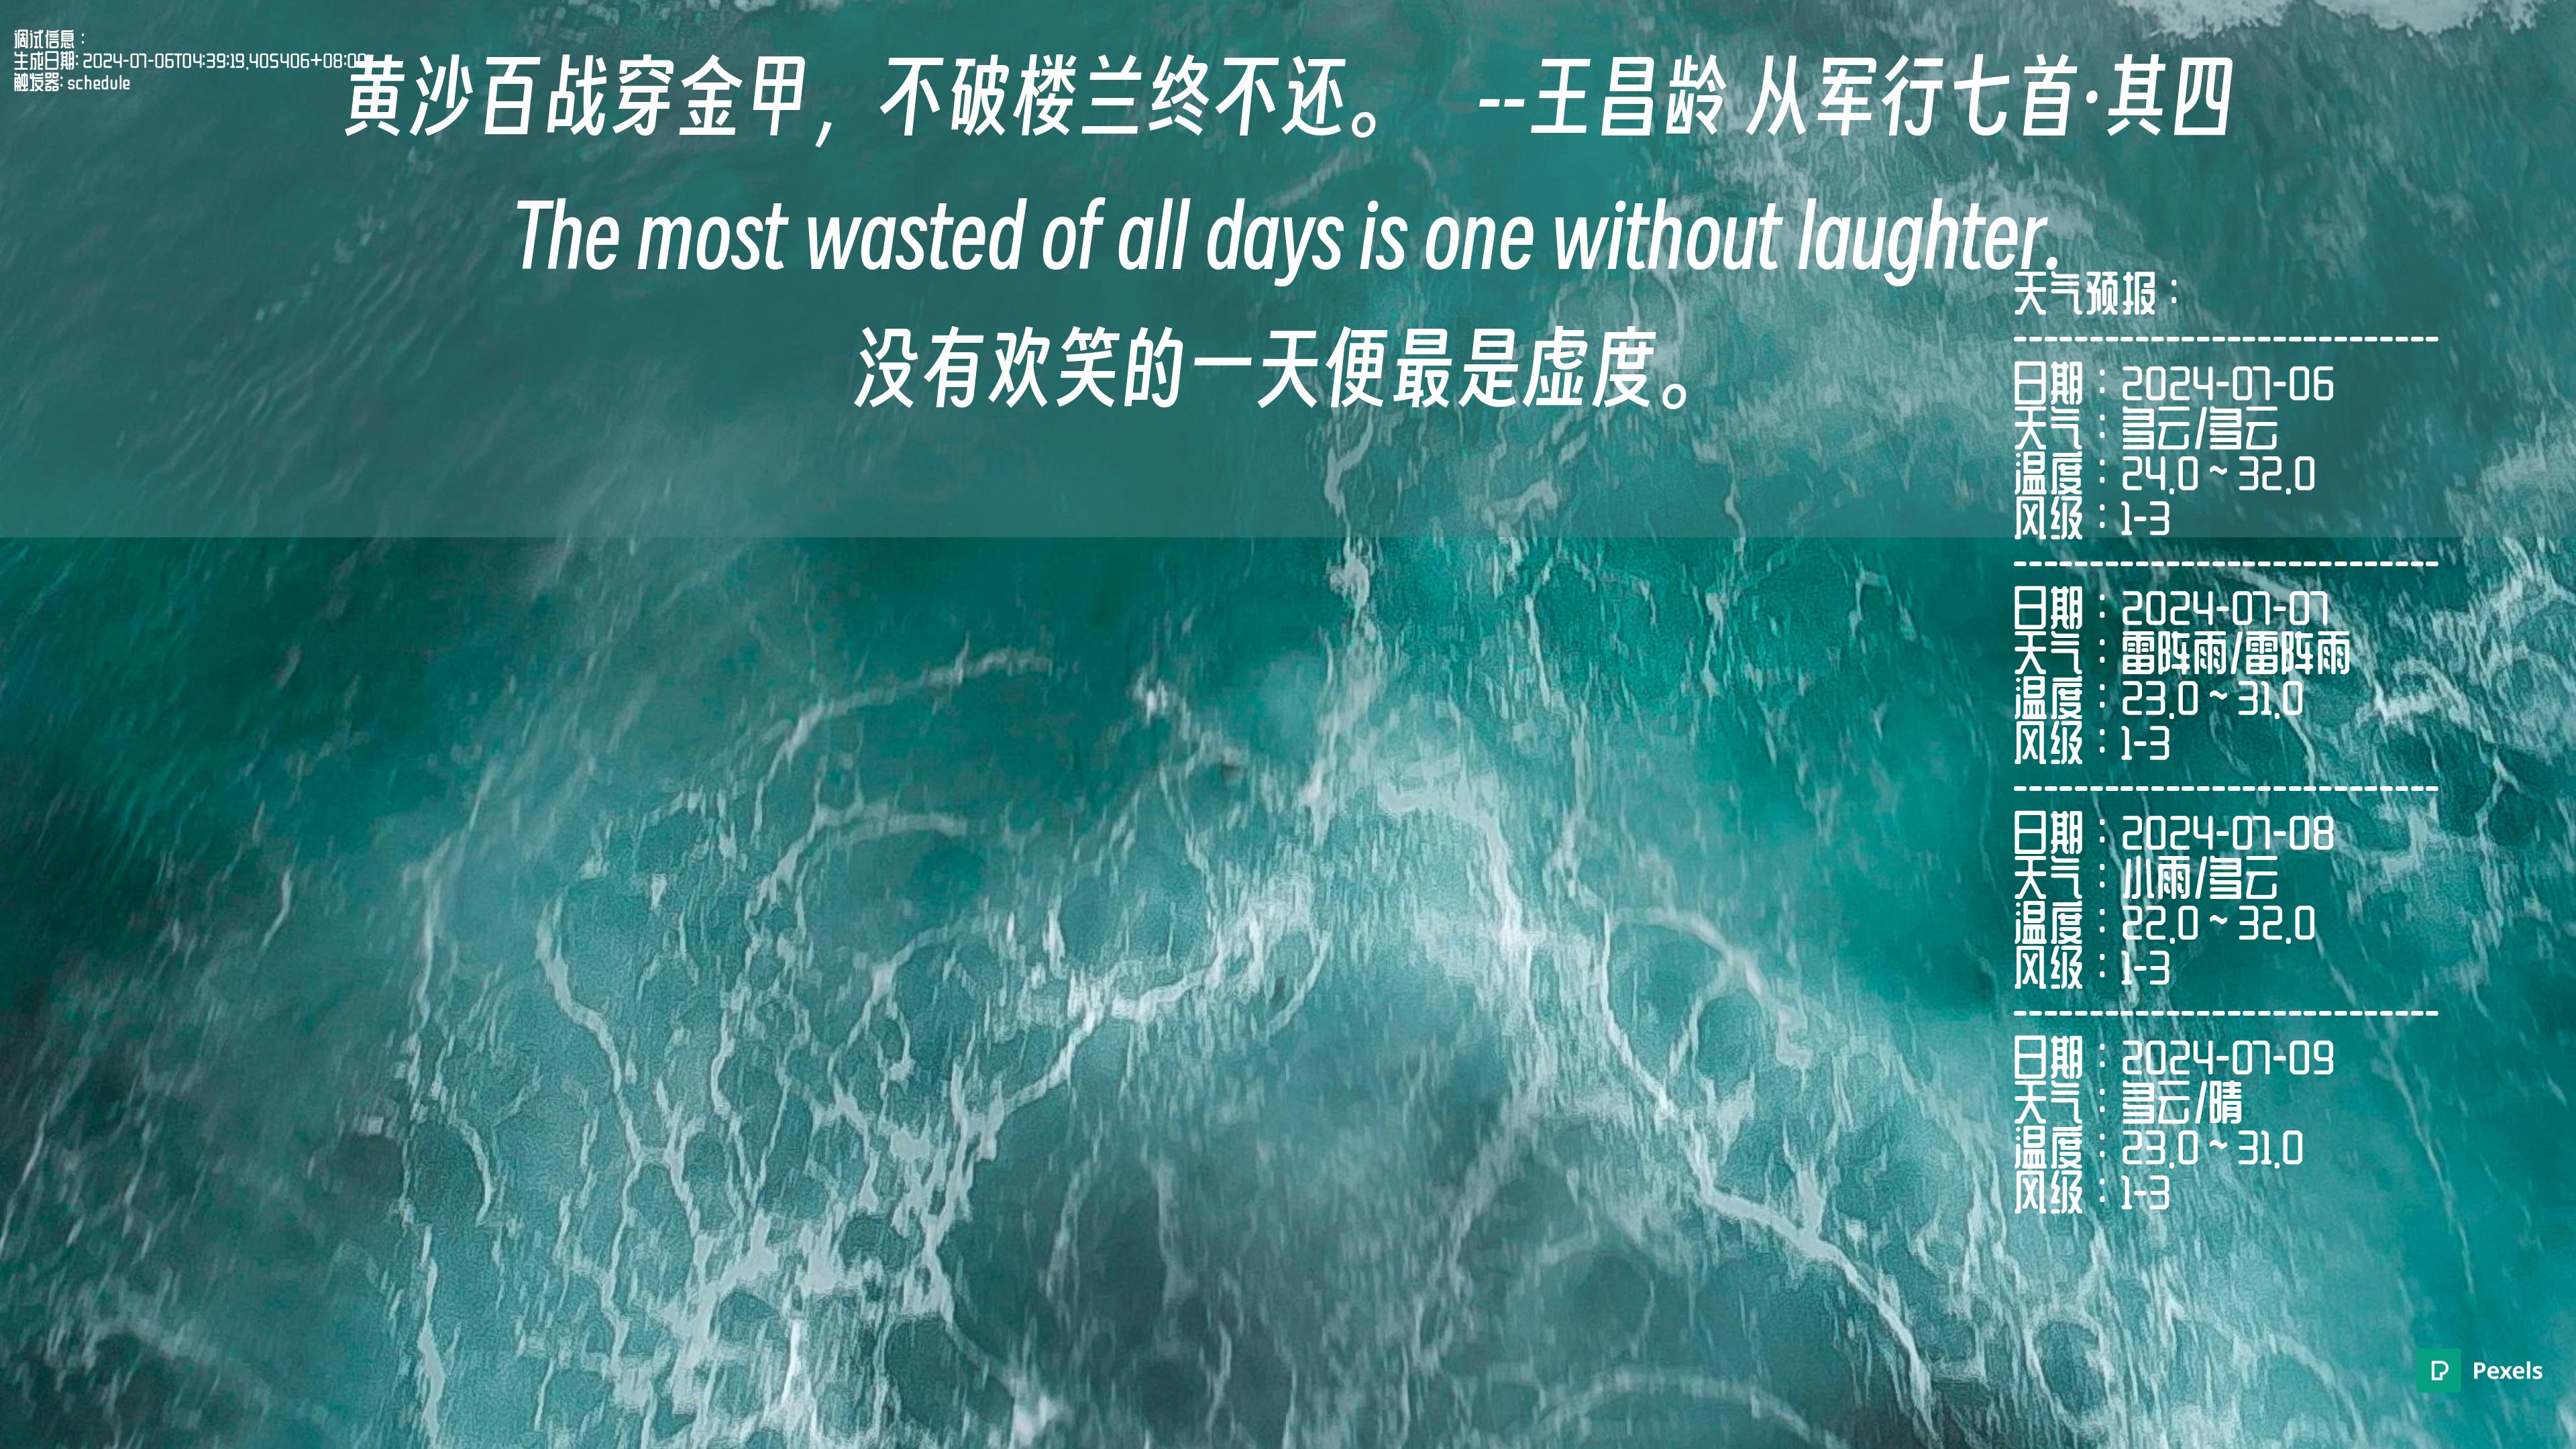 调试信息：
生成日期: 2024-07-06T04:39:19.405406+08:00
触发器: schedule
黄沙百战穿金甲，不破楼兰终不还。 --王昌龄 从军行七首·其四
The most wasted of all days is one without laughter.
没有欢笑的一天便最是虚度。
天气预报：
----------------------------
日期：2024-07-06
天气：多云/多云
温度：24.0 ~ 32.0
风级：1-3
----------------------------
日期：2024-07-07
天气：雷阵雨/雷阵雨
温度：23.0 ~ 31.0
风级：1-3
----------------------------
日期：2024-07-08
天气：小雨/多云
温度：22.0 ~ 32.0
风级：1-3
----------------------------
日期：2024-07-09
天气：多云/晴
温度：23.0 ~ 31.0
风级：1-3
Pexels